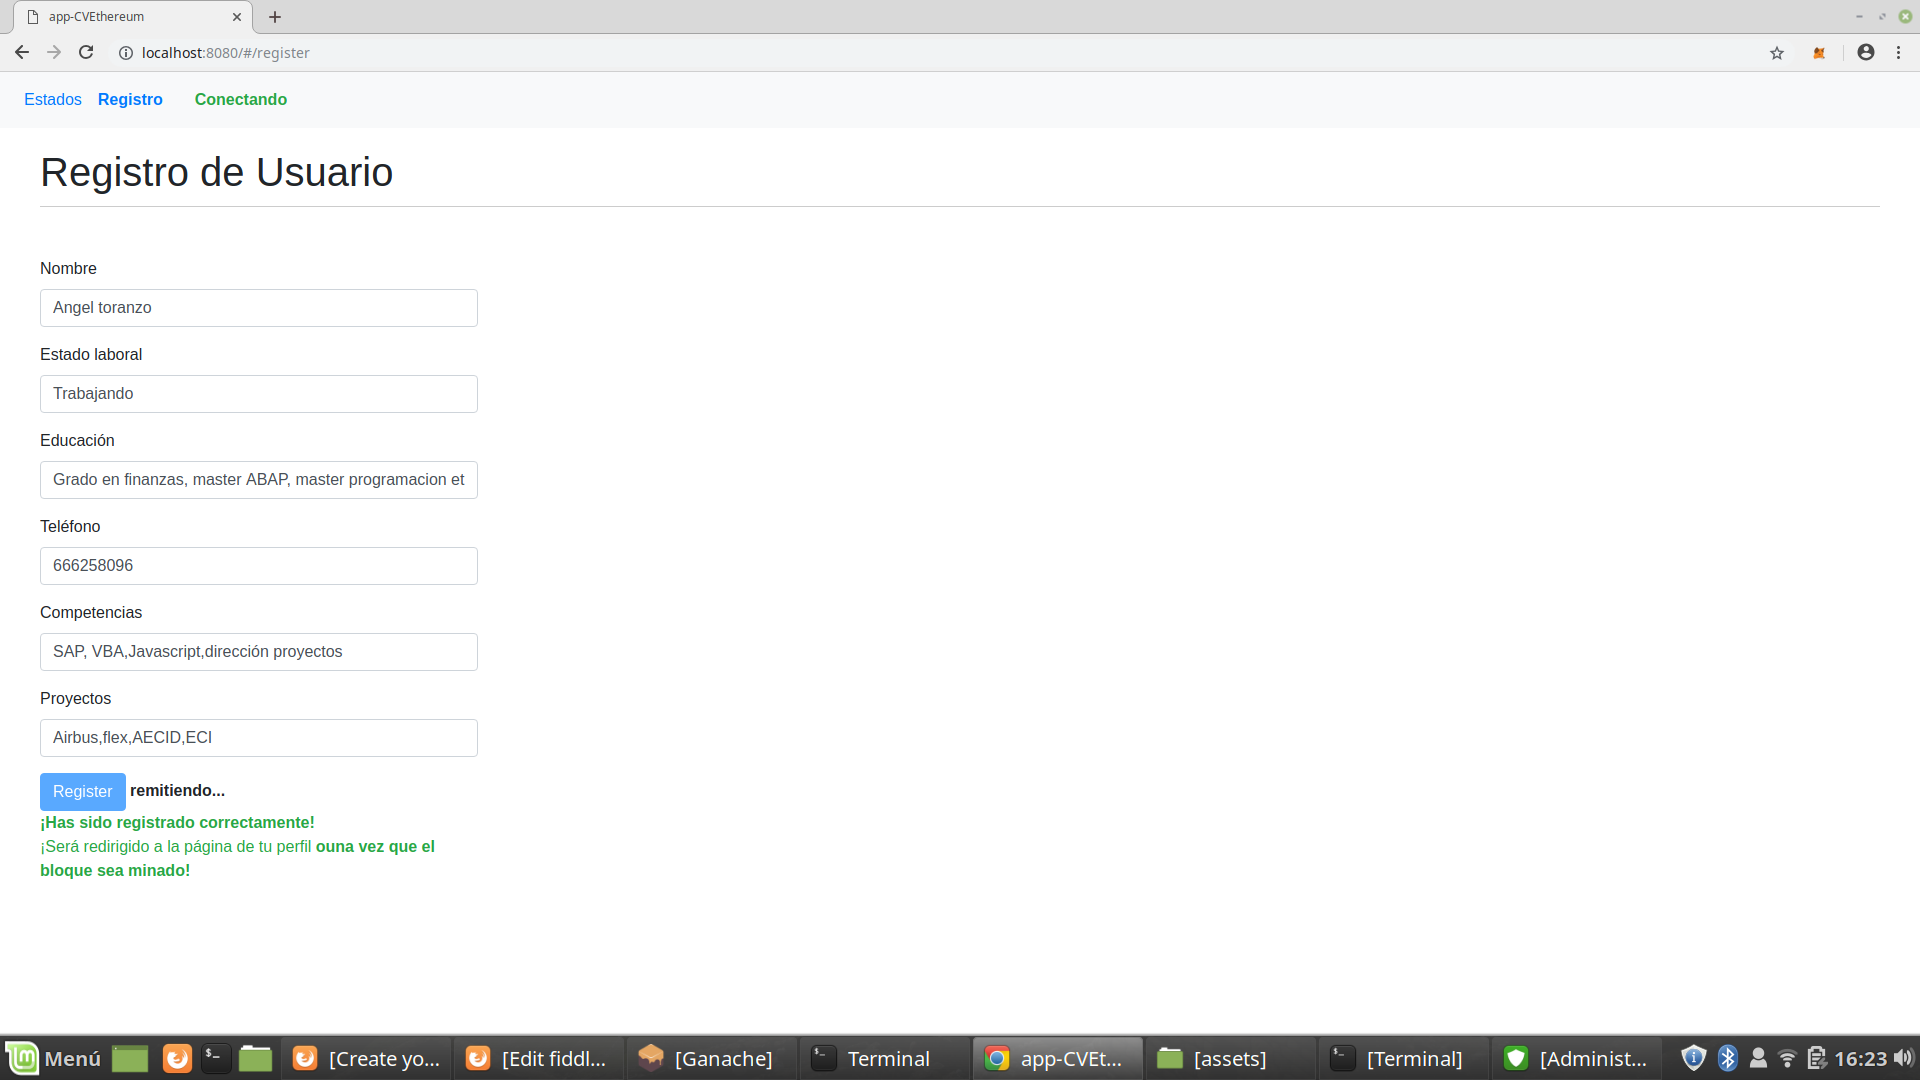 app-CVEthereum
localhost:8080/#/register
Estados Registro Conectando
Registro de Usuario
Nombre
Angel toranzo
Estado laboral
Trabajando
Educación
Grado en finanzas, master ABAP, master programacion et
Teléfono
666258096
Competencias
SAP, VBA,Javascript,dirección proyectos
Proyectos
Airbus,flex,AECID,ECI
Register remitiendo...
¡Has sido registrado correctamente!
¡Será redirigido a la página de tu perfil ouna vez que el
bloque sea minado!
Menú [Create yo... [Edit fiddl... [Ganache] Terminal app-CVEt... [assets] [Terminal] [Administ... 16:23